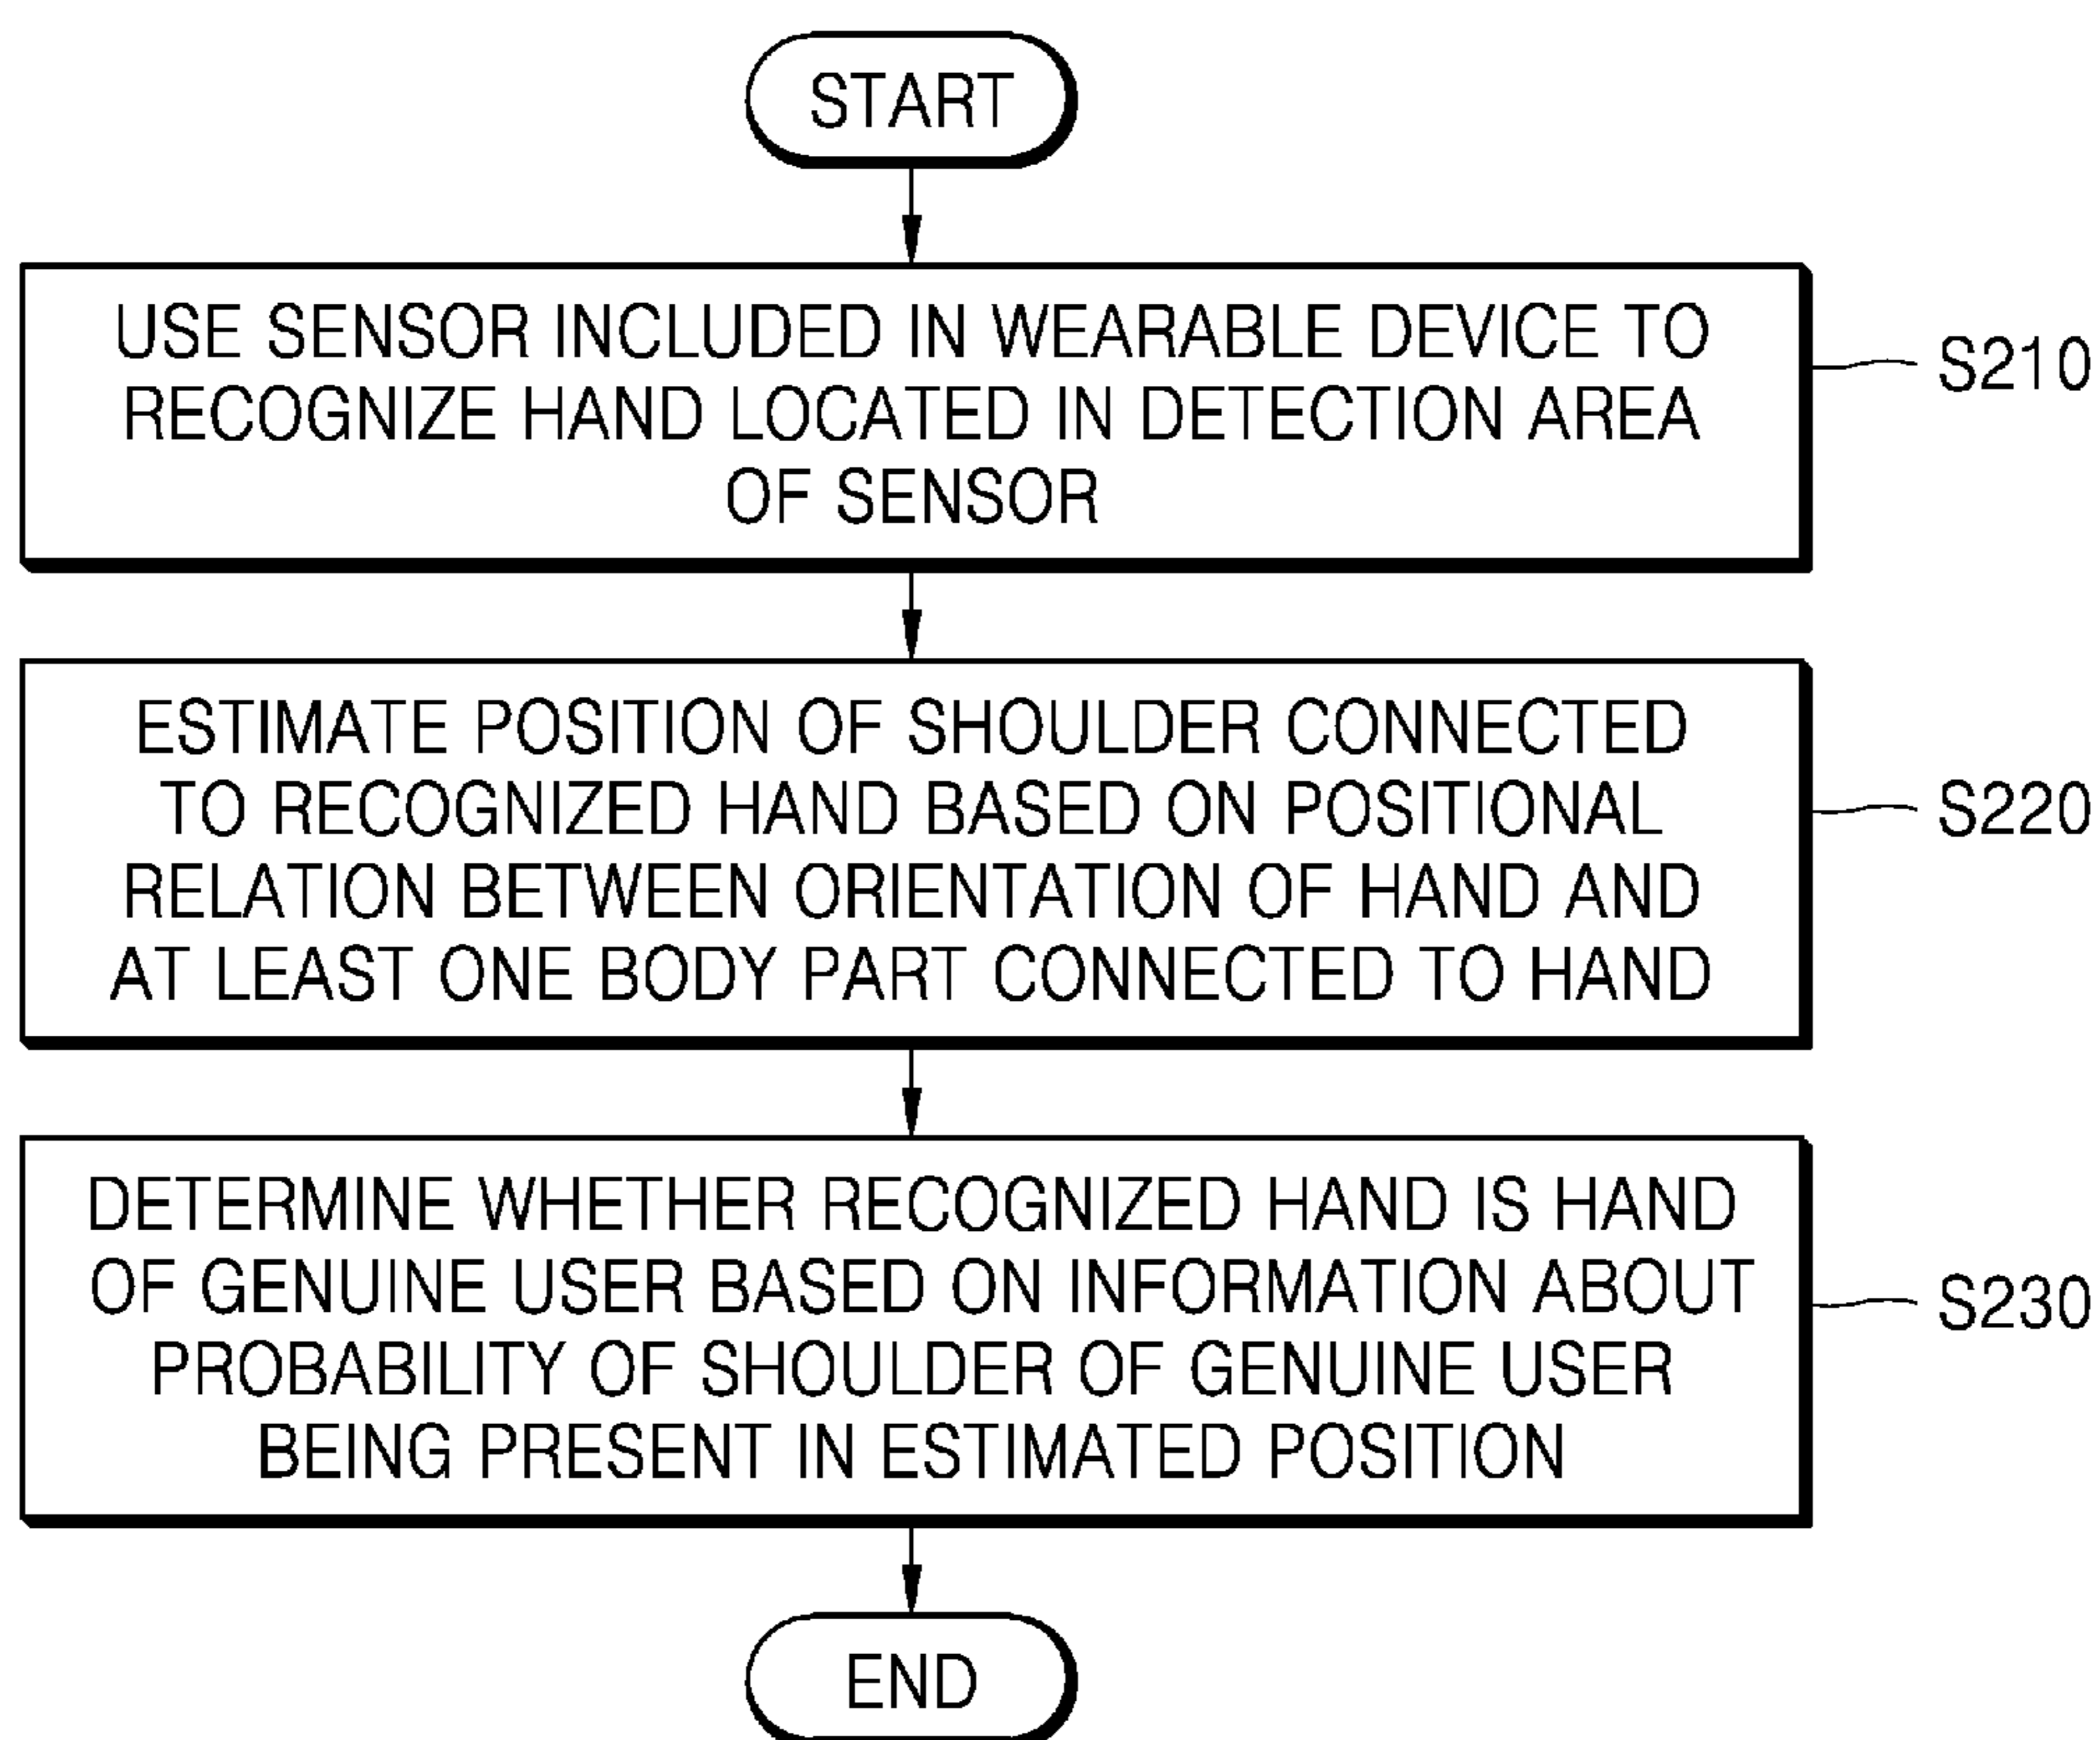 START
USE SENSOR INCLUDED IN WEARABLE DEVICE TO
RECOGNIZE HAND LOCATED IN DETECTION AREA
OF SENSOR
S210
ESTIMATE POSITION OF SHOULDER CONNECTED
TO RECOGNIZED HAND BASED ON POSITIONAL
RELATION BETWEEN ORIENTATION OF HAND AND
AT LEAST ONE BODY PART CONNECTED TO HAND
S220
DETERMINE WHETHER RECOGNIZED HAND IS HAND
OF GENUINE USER BASED ON INFORMATION ABOUT
PROBABILITY OF SHOULDER OF GENUINE USER
BEING PRESENT IN ESTIMATED POSITION
S230
END